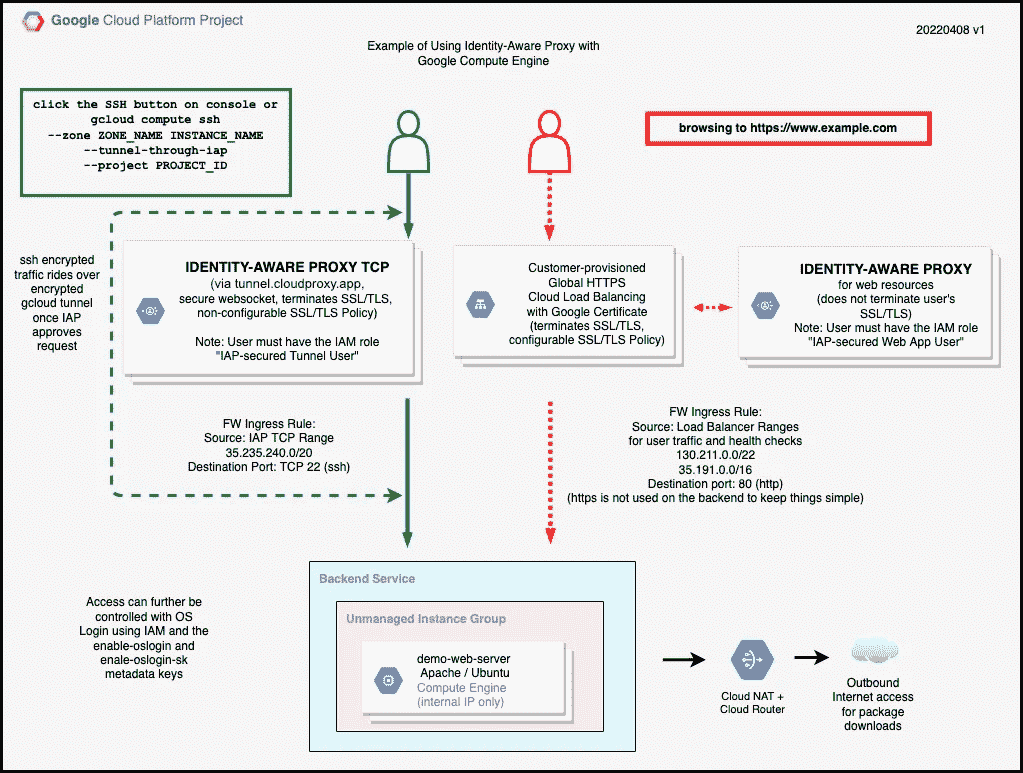 Google Cloud Platform Project
20220408 v1
Example of Using Identity-Aware Proxy with
Google Compute Engine
click the SSH button on console or
gcloud compute ssh
--zone ZONE_NAME INSTANCE_NAME
--tunnel-through-iap
--project PROJECT_ID
browsing to https://www.example.com
ssh encrypted
traffic rides over
encrypted
gcloud tunnel
once IAP
approves
request
IDENTITY-AWARE PROXY TCP
(via tunnel.cloudproxy.app,
secure websocket, terminates SSL/TLS,
non-configurable SSL/TLS Policy)
Note: User must have the IAM role
"IAP-secured Tunnel User"
Customer-provisioned
Global HTTPS
Cloud Load Balancing
with Google Certificate
(terminates SSL/TLS,
configurable SSL/TLS Policy)
IDENTITY-AWARE PROXY
for web resources
(does not terminate user's
SSL/TLS)
Note: User must have the IAM role
"IAP-secured Web App User"
FW Ingress Rule:
Source: IAP TCP Range
35.235.240.0/20
Destination Port: TCP 22 (ssh)
FW Ingress Rule:
Source: Load Balancer Ranges
for user traffic and health checks
130.211.0.0/22
35.191.0.0/16
Destination port: 80 (http)
(https is not used on the backend to keep things simple)
Access can further be
controlled with OS
Login using IAM and the
enable-oslogin and
enale-oslogin-sk
metadata keys
Backend Service
Unmanaged Instance Group
demo-web-server
Apache / Ubuntu
Compute Engine
(internal IP only)
Cloud NAT +
Cloud Router
Outbound
Internet access
for package
downloads